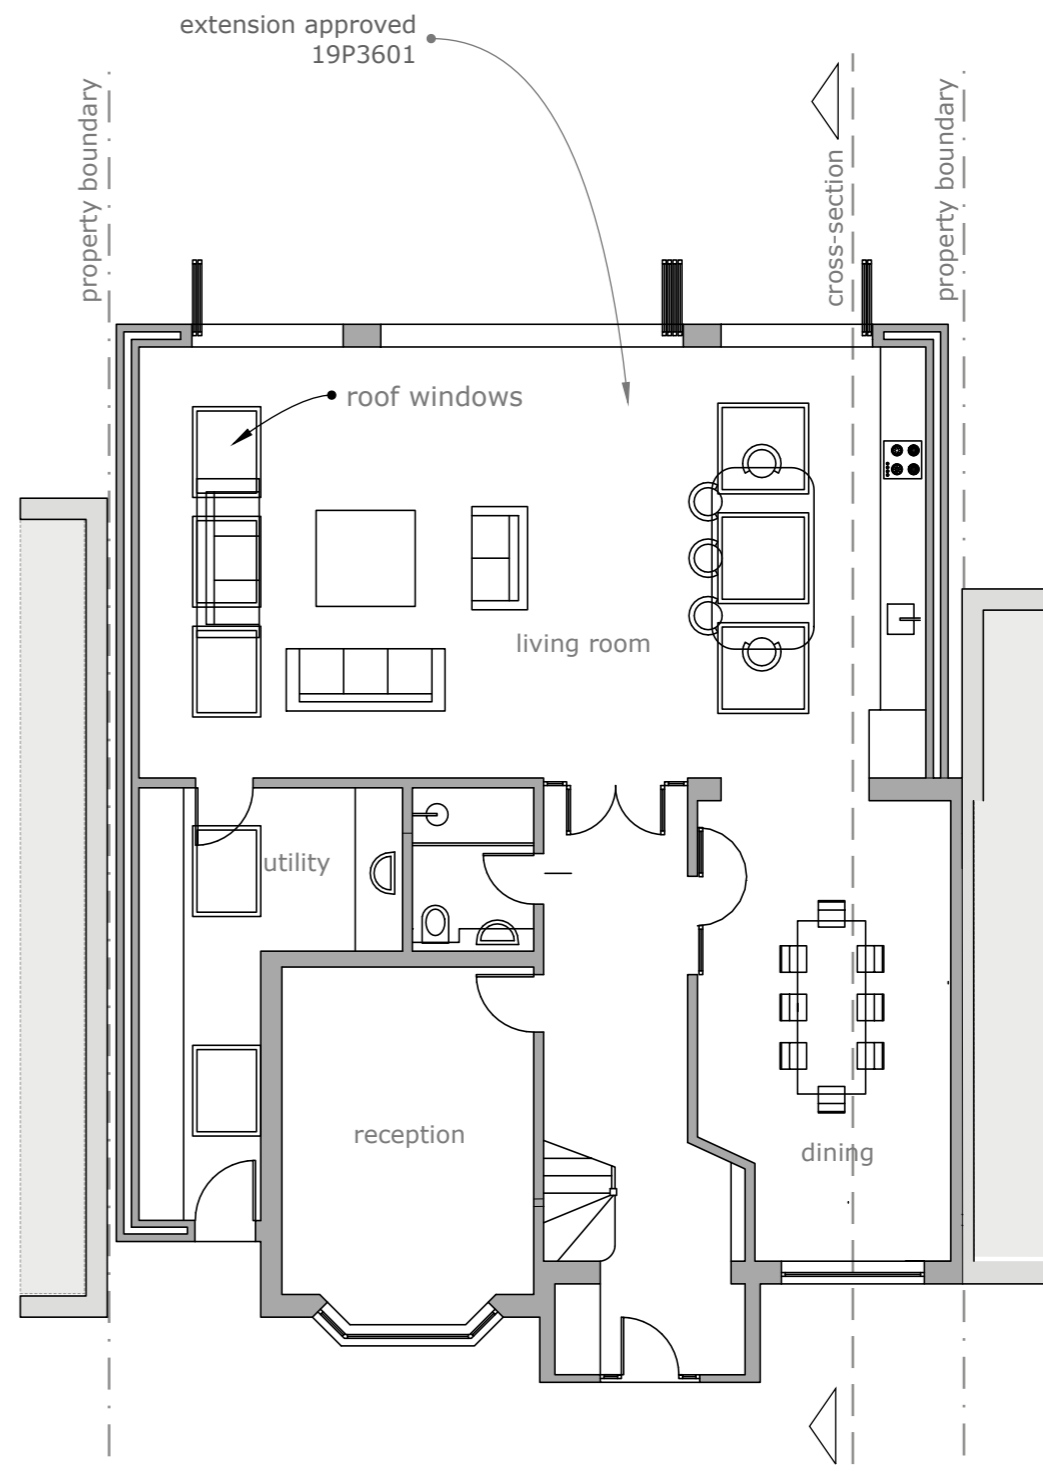 extension approved
19P3601
property boundary
cross-section
property boundary
roof windows
living room
utility
reception
dining